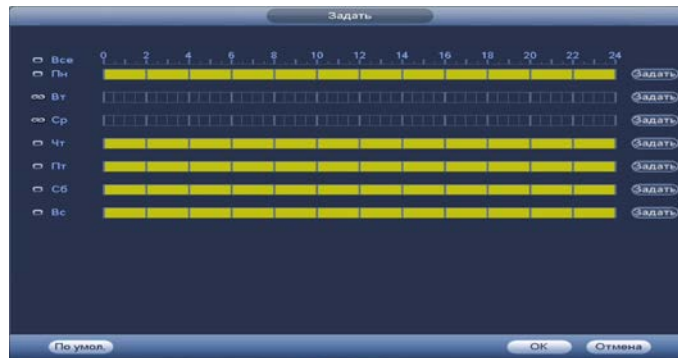 Задать
Все 0 2 4 6 8 10 12 14 16 18 20 22 24
Пн Задать
Вт Задать
Ср Задать
Чт Задать
Пт Задать
Сб Задать
Вс Задать
По умол. OK Отмена